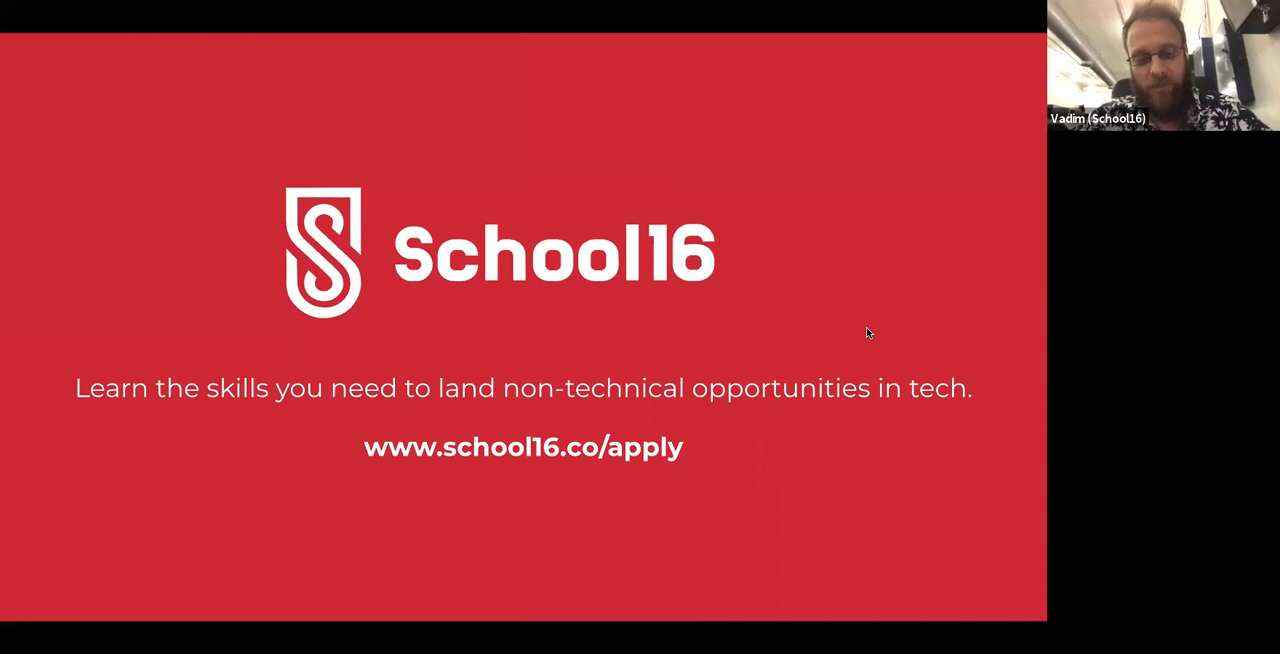 School16
Learn the skills you need to land non-technical opportunities in tech.
www.school16.co/apply
Vadim (School16)